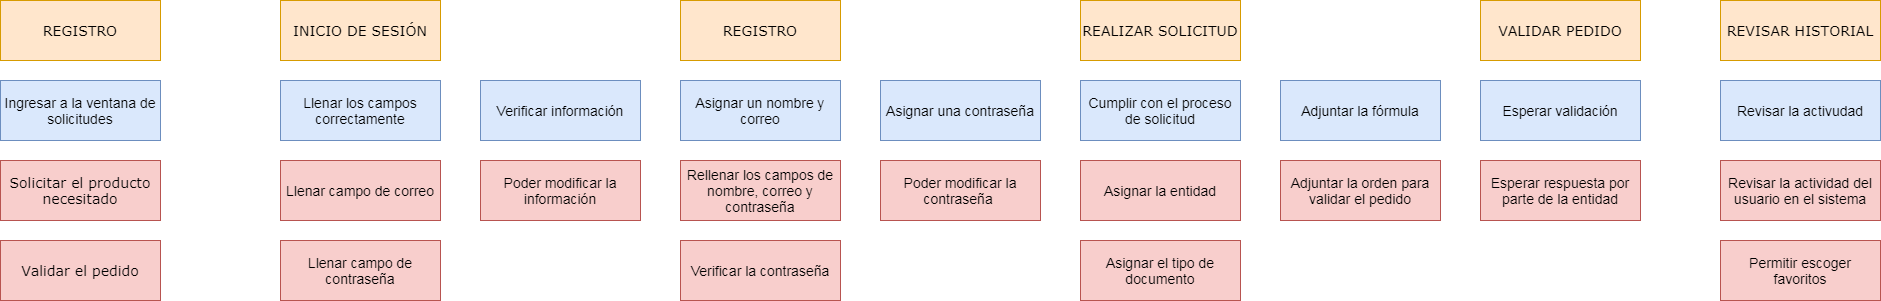 REGISTRO
INICIO DE SESIÓN
REGISTRO
REALIZAR SOLICITUD
VALIDAR PEDIDO
REVISAR HISTORIAL
Ingresar a la ventana de
solicitudes
Llenar los campos
correctamente
Verificar información
Asignar un nombre y
correo
Asignar una contraseña
Cumplir con el proceso
de solicitud
Adjuntar la fórmula
Esperar validación
Revisar la activudad
Solicitar el producto
necesitado
Llenar campo de correo
Poder modificar la
información
Rellenar los campos de
nombre, correo y
contraseña
Poder modificar la
contraseña
Asignar la entidad
Adjuntar la orden para
validar el pedido
Esperar respuesta por
parte de la entidad
Revisar la actividad del
usuario en el sistema
Validar el pedido
Llenar campo de
contraseña
Verificar la contraseña
Asignar el tipo de
documento
Permitir escoger
favoritos